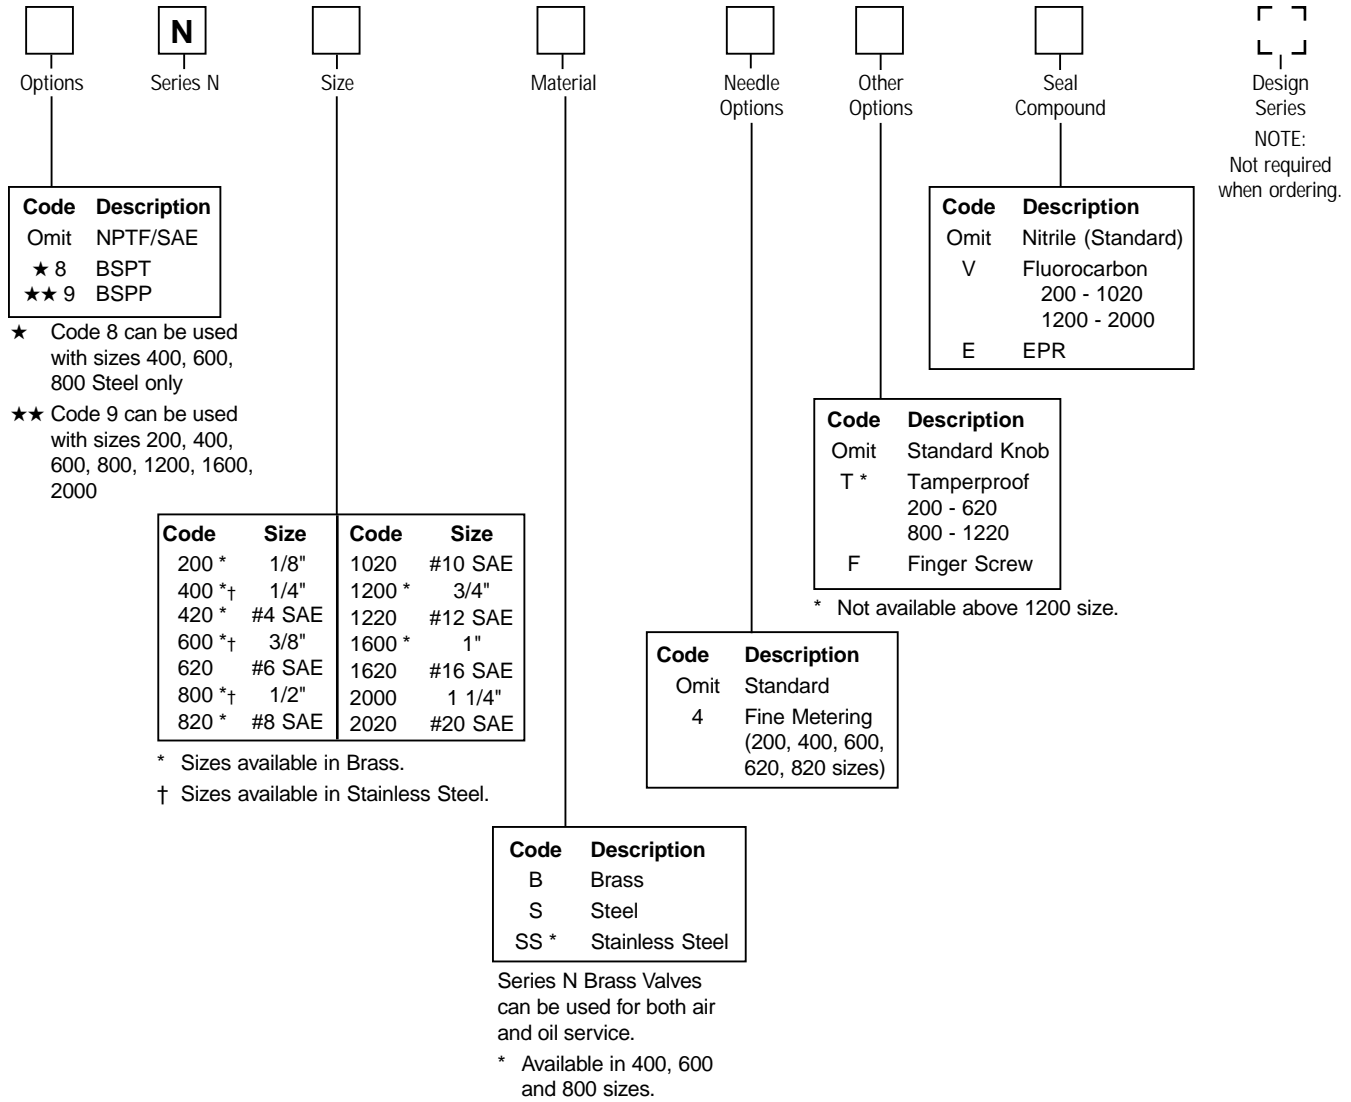 N
Options
Series N
Size
Material
Needle
Options
Other
Options
Seal
Compound
Design
Series
NOTE:
Not required
when ordering.
Code Description
Omit NPTF/SAE
★ 8 BSPT
★★ 9 BSPP
★ Code 8 can be used
with sizes 400, 600,
800 Steel only
★★ Code 9 can be used
with sizes 200, 400,
600, 800, 1200, 1600,
2000
Code Description
Omit Nitrile (Standard)
V Fluorocarbon
200 - 1020
1200 - 2000
E EPR
Code Description
Omit Standard Knob
T * Tamperproof
200 - 620
800 - 1220
F Finger Screw
* Not available above 1200 size.
Code Size Code Size
200 * 1/8" 1020 #10 SAE
400 *† 1/4" 1200 * 3/4"
420 * #4 SAE 1220 #12 SAE
600 *† 3/8" 1600 * 1"
620 #6 SAE 1620 #16 SAE
800 *† 1/2" 2000 1 1/4"
820 * #8 SAE 2020 #20 SAE
* Sizes available in Brass.
† Sizes available in Stainless Steel.
Code Description
Omit Standard
4 Fine Metering
(200, 400, 600,
620, 820 sizes)
Code Description
B Brass
S Steel
SS * Stainless Steel
Series N Brass Valves
can be used for both air
and oil service.
* Available in 400, 600
and 800 sizes.